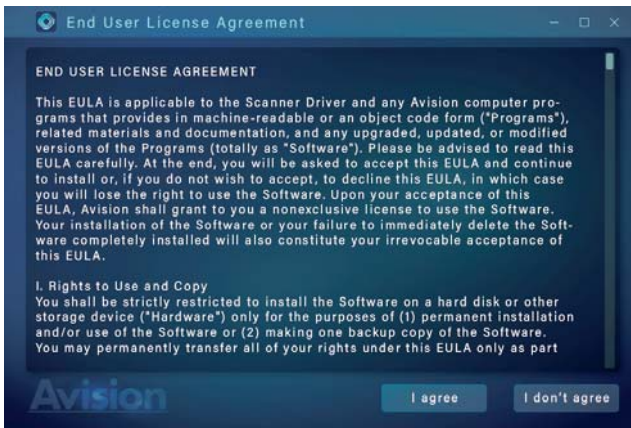 End User License Agreement
END USER LICENSE AGREEMENT
This EULA is applicable to the Scanner Driver and any Avision computer pro-
grams that provides in machine-readable or an object code form ("Programs"),
related materials and documentation, and any upgraded, updated, or modified
versions of the Programs (totally as "Software"). Please be advised to read this
EULA carefully. At the end, you will be asked to accept this EULA and continue
to install or, if you do not wish to accept, to decline this EULA, in which case
you will lose the right to use the Software. Upon your acceptance of this
EULA, Avision shall grant to you a nonexclusive license to use the Software.
Your installation of the Software or your failure to immediately delete the Soft-
ware completely installed will also constitute your irrevocable acceptance of
this EULA.
I. Rights to Use and Copy
You shall be strictly restricted to install the Software on a hard disk or other
storage device ("Hardware") only for the purposes of (1) permanent installation
and/or use of the Software or (2) making one backup copy of the Software.
You may permanently transfer all of your rights under this EULA only as part
Avision
I agree
I don't agree